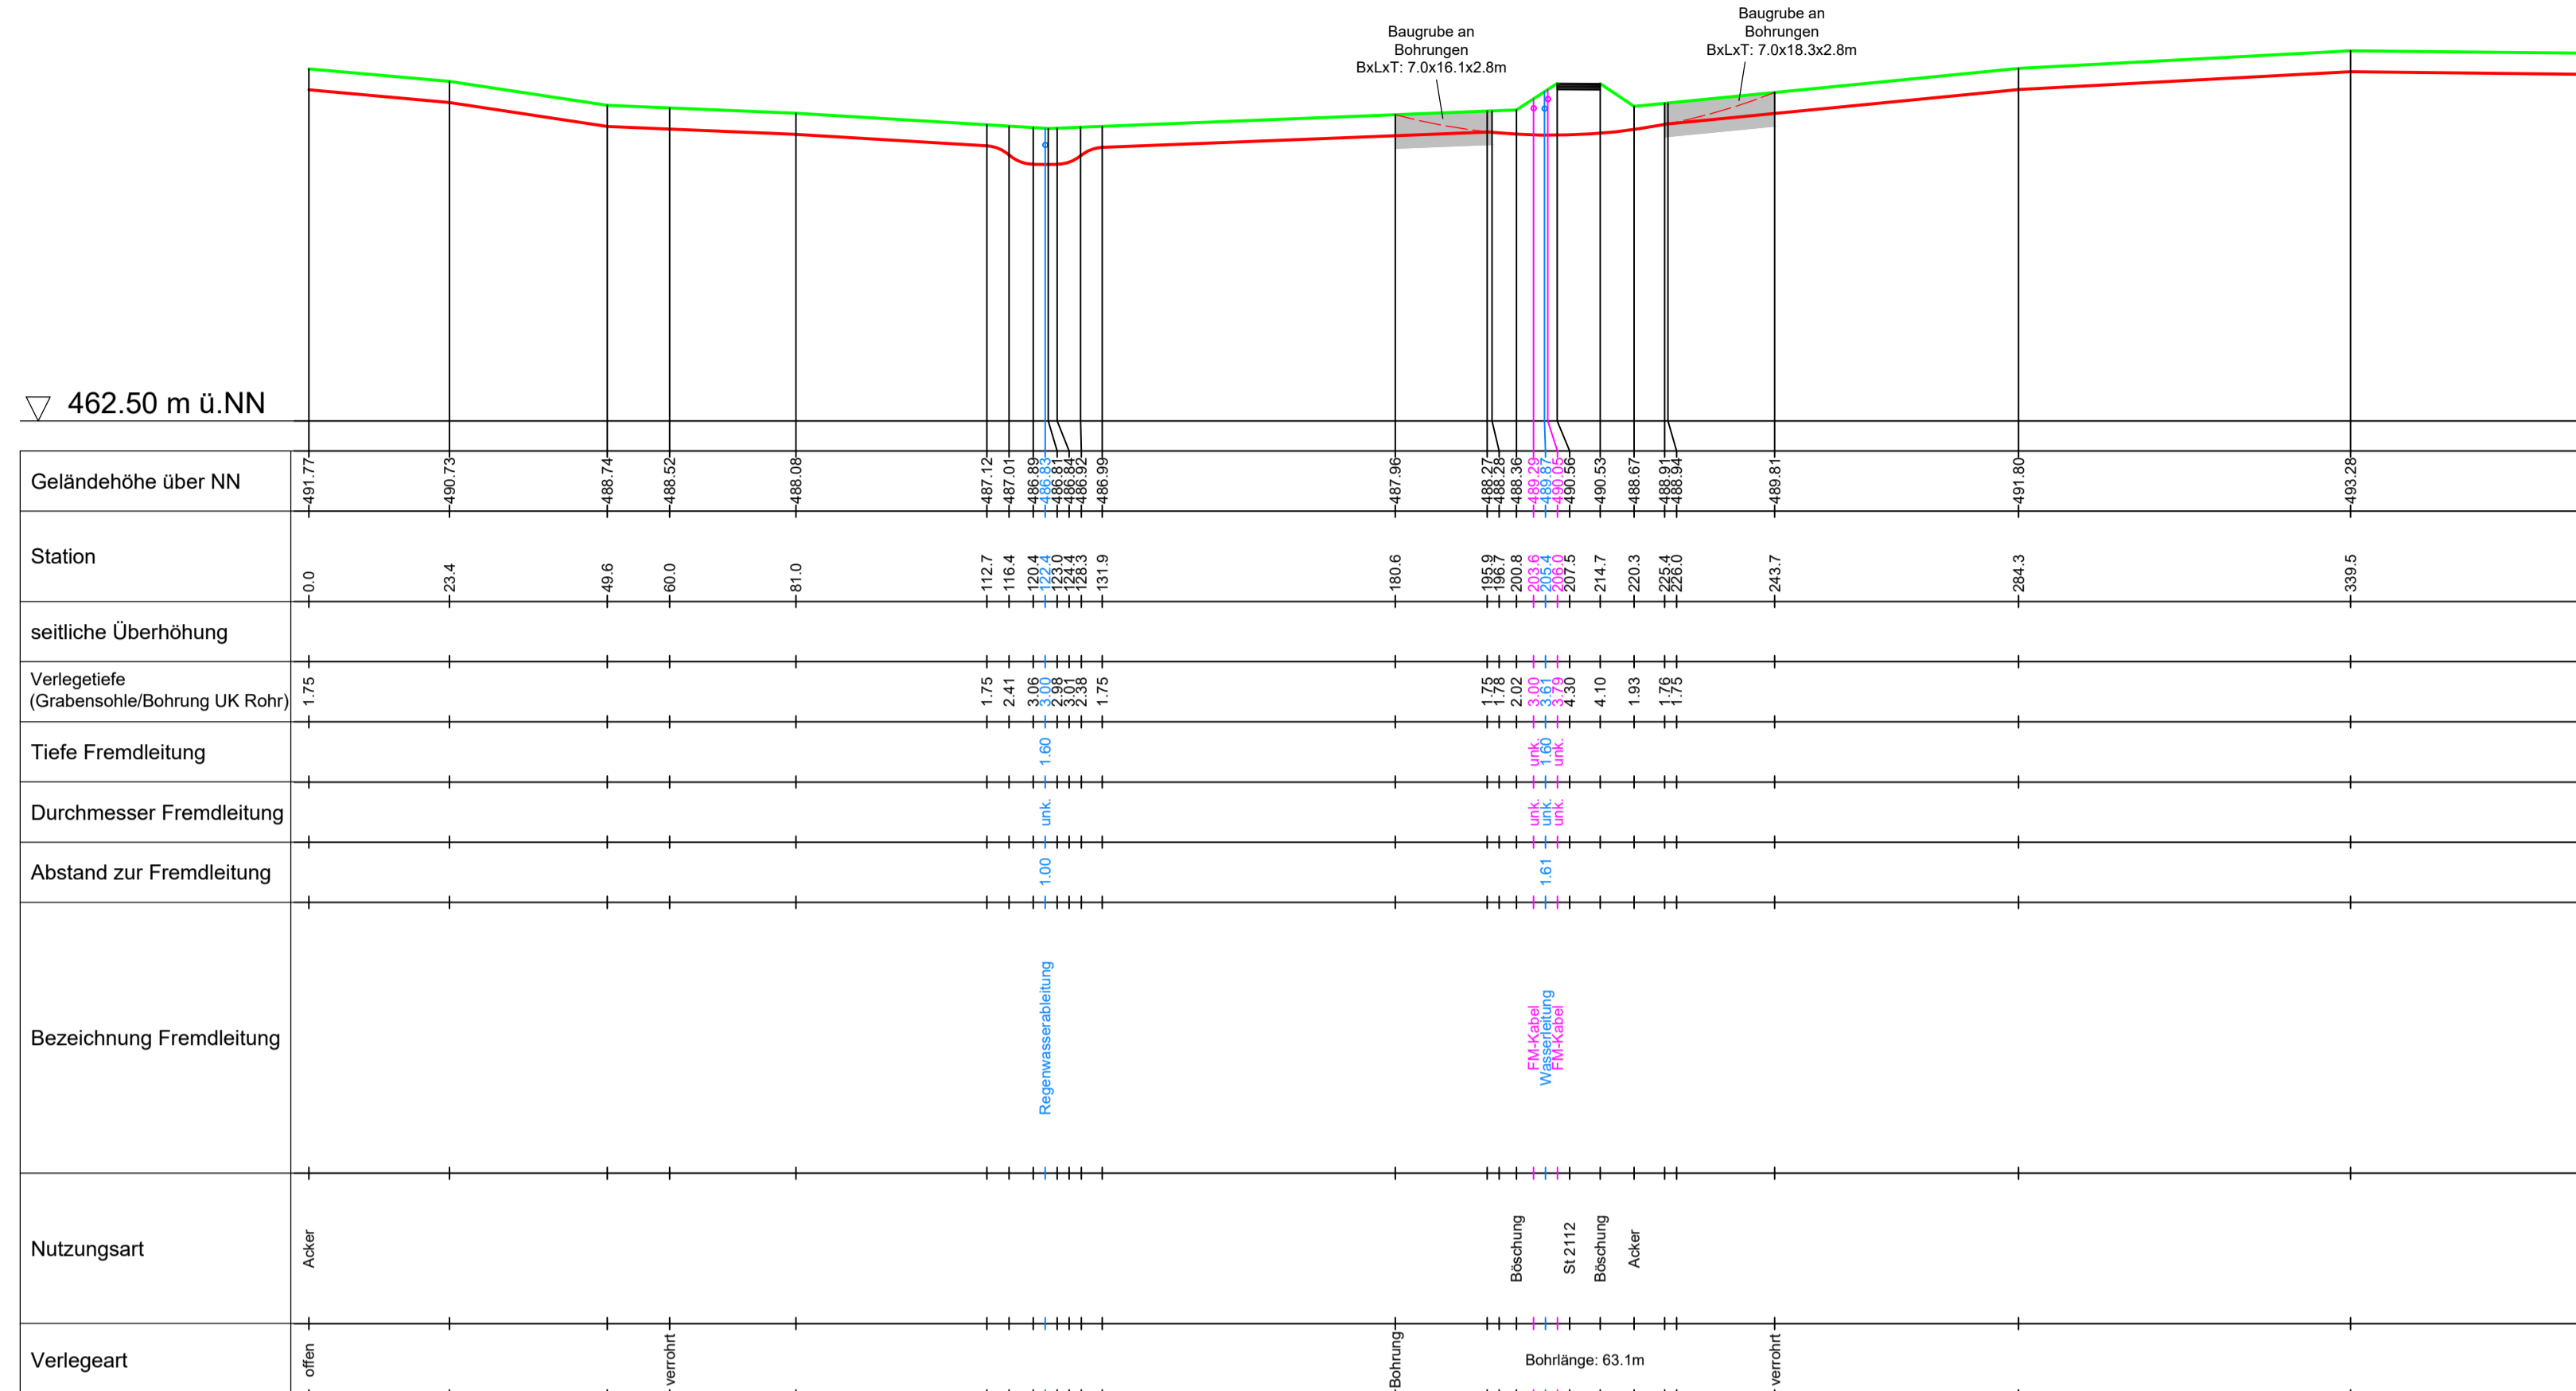 Baugrube an
Bohrungen
BxLxT: 7.0x16.1x2.8m
Baugrube an
Bohrungen
BxLxT: 7.0x18.3x2.8m
462.50 m ü.NN
Geländehöhe über NN
491.77
490.73
488.74
488.52
488.08
487.12
487.01
486.89
486.83
486.81
486.84
486.92
486.99
487.96
488.27
488.28
488.36
489.29
489.87
490.05
490.56
490.53
488.67
488.91
488.94
489.81
491.80
493.28
Station
0.0
23.4
49.6
60.0
81.0
112.7
116.4
120.4
122.4
123.0
124.4
128.3
131.9
180.6
195.9
196.7
200.8
203.6
205.4
206.0
207.5
214.7
220.3
225.4
226.0
243.7
284.3
339.5
seitliche Überhöhung
Verlegetiefe
(Grabensohle/Bohrung UK Rohr)
1.75
1.75
2.41
3.06
3.00
2.98
3.01
2.38
1.75
1.75
1.78
2.02
3.00
3.61
3.79
4.30
4.10
1.93
1.76
1.75
Tiefe Fremdleitung
1.60
unk.
1.60
unk.
Durchmesser Fremdleitung
unk.
unk.
unk.
unk.
Abstand zur Fremdleitung
1.00
1.61
Bezeichnung Fremdleitung
Regenwasserableitung
FM-Kabel
Wasserleitung
FM-Kabel
Nutzungsart
Acker
Böschung
St 2112
Böschung
Acker
Verlegeart
offen
verrohrt
Bohrung
Bohrlänge: 63.1m
verrohrt